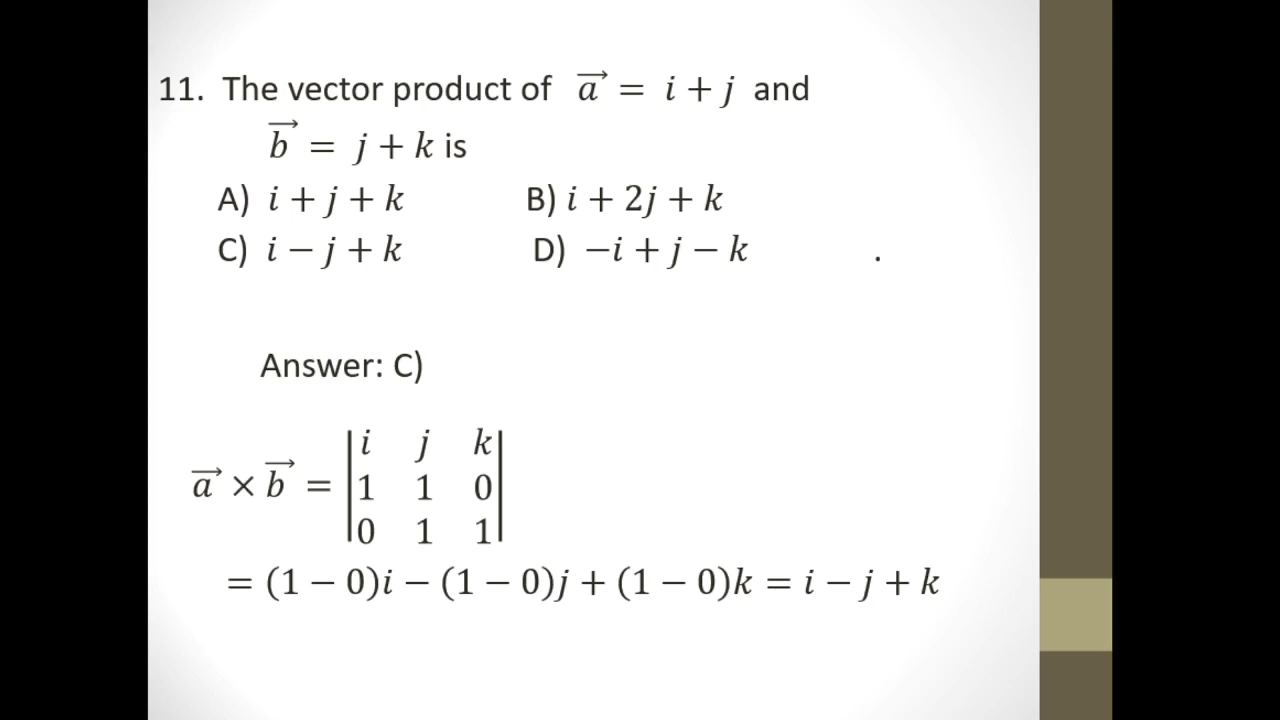 11. The vector product of a⃗ = i + j and
b⃗ = j + k is
A) i + j + k B) i + 2j + k
C) i − j + k D) −i + j − k .
Answer: C)
a⃗ × b⃗ = |i j k|
|1 1 0|
|0 1 1|
= (1 − 0)i − (1 − 0)j + (1 − 0)k = i − j + k